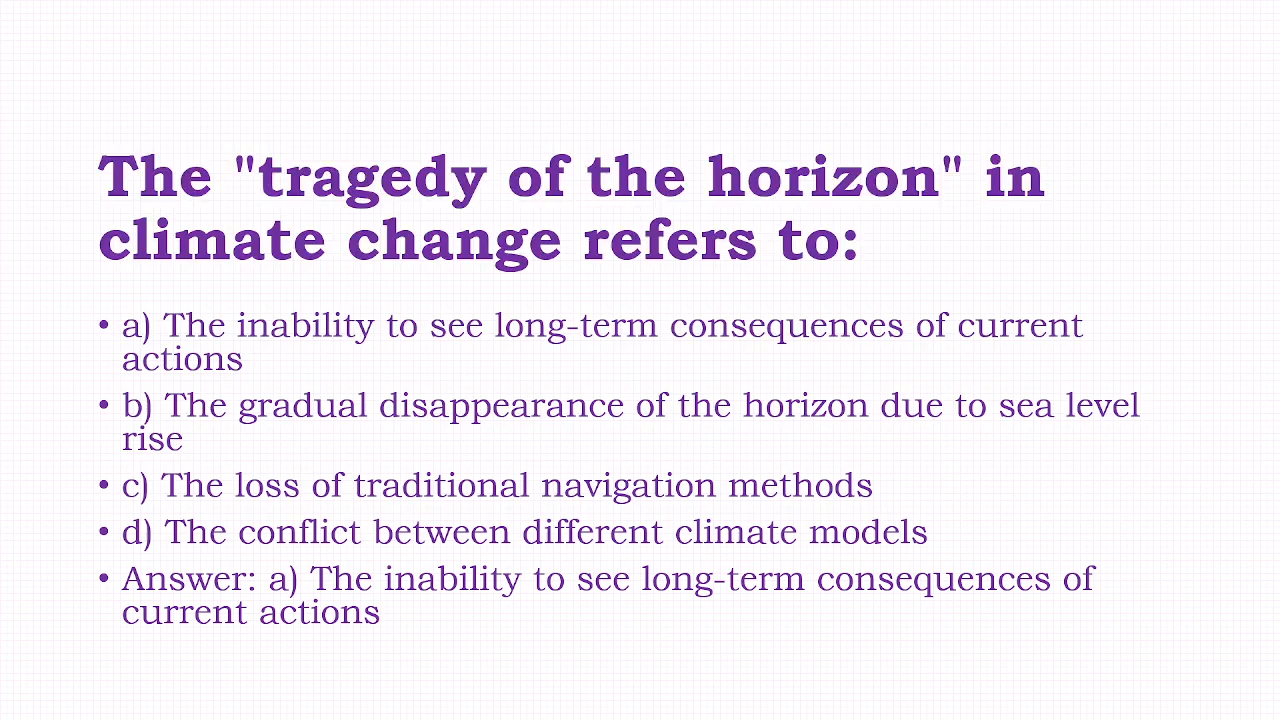 The "tragedy of the horizon" in
climate change refers to:
• a) The inability to see long-term consequences of current
actions
• b) The gradual disappearance of the horizon due to sea level
rise
• c) The loss of traditional navigation methods
• d) The conflict between different climate models
• Answer: a) The inability to see long-term consequences of
current actions